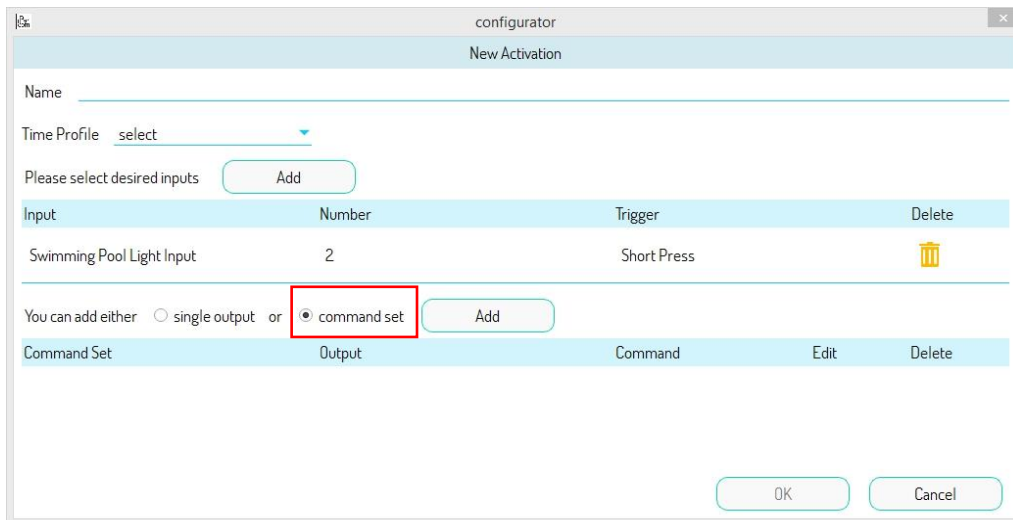 configurator
New Activation
Name
Time Profile select
Please select desired inputs Add
Input Number Trigger Delete
Swimming Pool Light Input 2 Short Press
You can add either single output or command set Add
Command Set Output Command Edit Delete
OK Cancel